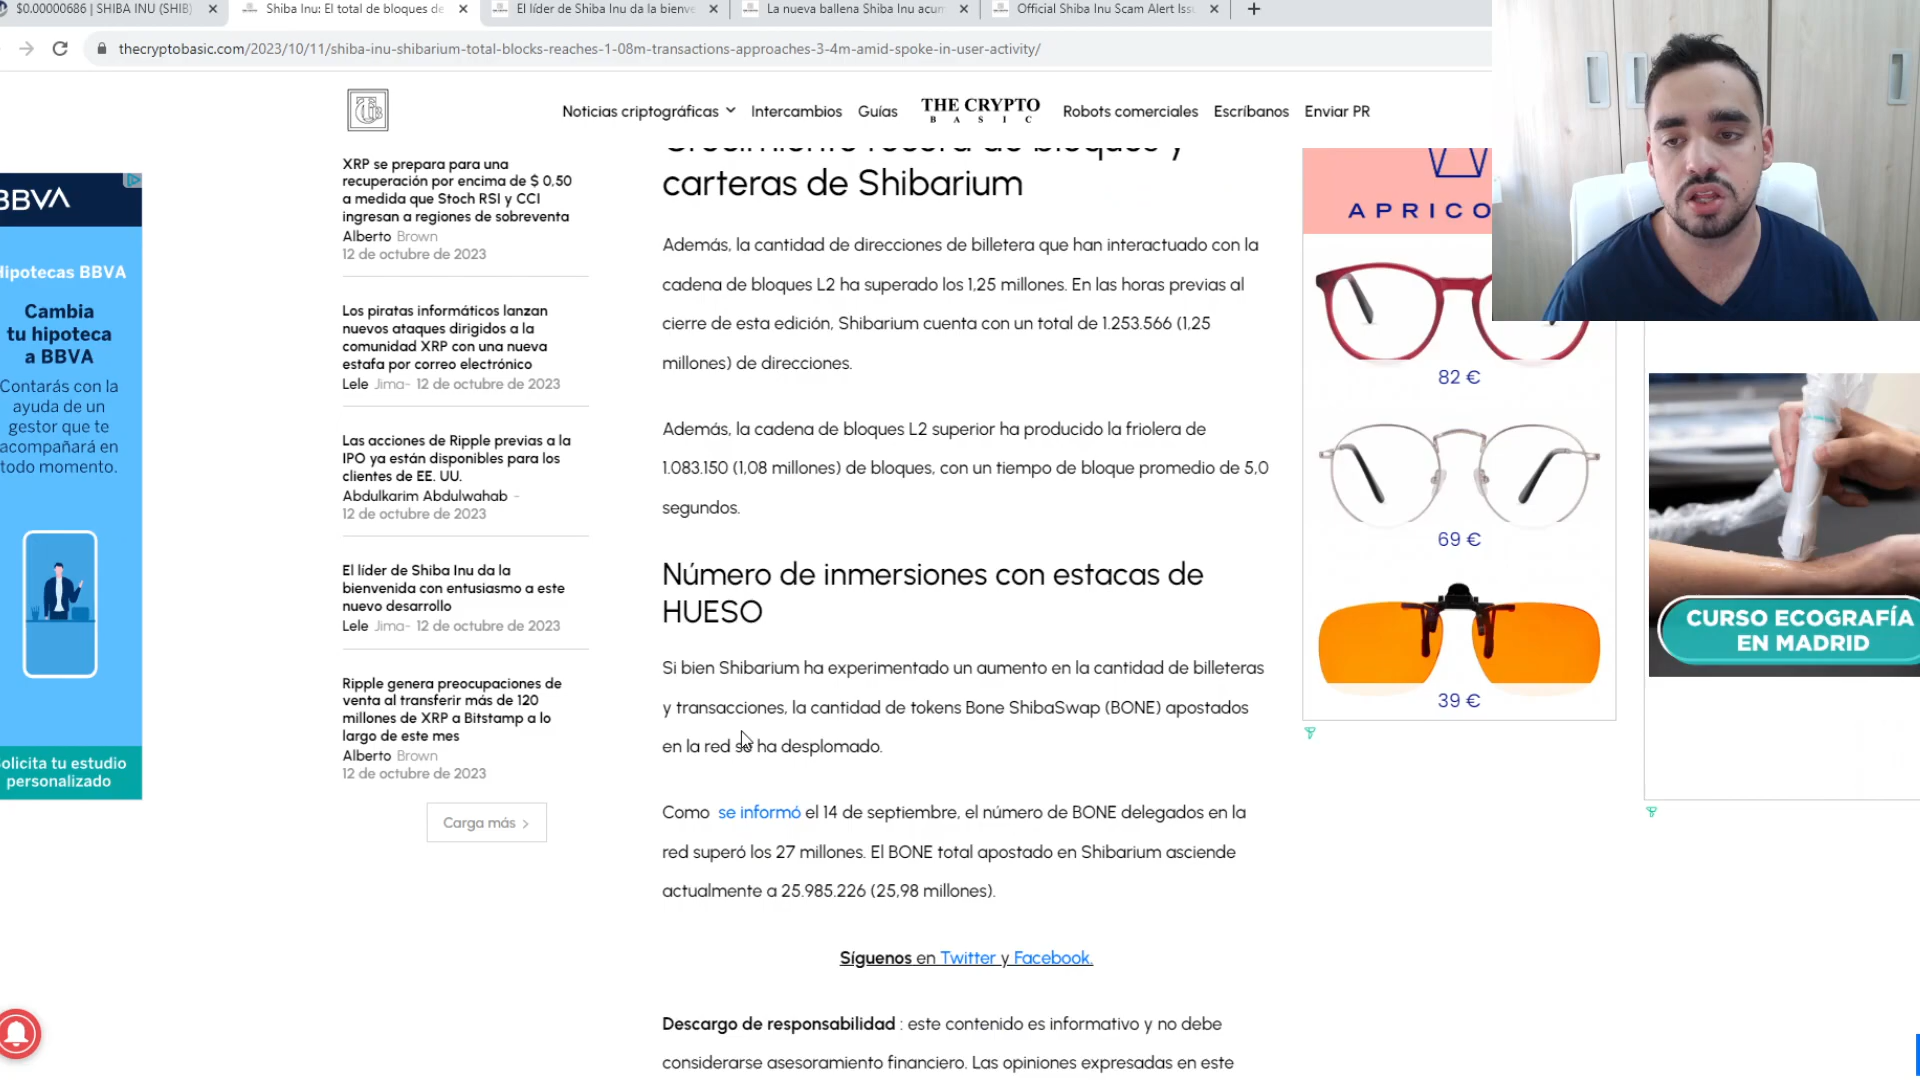 $0.00000686 | SHIBA INU (SHIB)
Shiba Inu: El total de bloques de
El líder de Shiba Inu da la bienve
La nueva ballena Shiba Inu acum
Official Shiba Inu Scam Alert Iss
thecryptobasic.com/2023/10/11/shiba-inu-shibarium-total-blocks-reaches-1-08m-transactions-approaches-3-4m-amid-spoke-in-user-activity/
Noticias criptográficas
Intercambios
Guías
THE CRYPTO
BASIC
Robots comerciales
Escríbanos
Enviar PR
BBVA
Hipotecas BBVA
Cambia
tu hipoteca
a BBVA
Contarás con la
ayuda de un
gestor que te
acompañará en
todo momento.
Solicita tu estudio
personalizado
XRP se prepara para una
recuperación por encima de $ 0,50
a medida que Stoch RSI y CCI
ingresan a regiones de sobreventa
Alberto Brown
12 de octubre de 2023
Los piratas informáticos lanzan
nuevos ataques dirigidos a la
comunidad XRP con una nueva
estafa por correo electrónico
Lele Jima- 12 de octubre de 2023
Las acciones de Ripple previas a la
IPO ya están disponibles para los
clientes de EE. UU.
Abdulkarim Abdulwahab -
12 de octubre de 2023
El líder de Shiba Inu da la
bienvenida con entusiasmo a este
nuevo desarrollo
Lele Jima- 12 de octubre de 2023
Ripple genera preocupaciones de
venta al transferir más de 120
millones de XRP a Bitstamp a lo
largo de este mes
Alberto Brown
12 de octubre de 2023
Carga más >
Crecimiento récord de bloques y
carteras de Shibarium
Además, la cantidad de direcciones de billetera que han interactuado con la
cadena de bloques L2 ha superado los 1,25 millones. En las horas previas al
cierre de esta edición, Shibarium cuenta con un total de 1.253.566 (1,25
millones) de direcciones.
Además, la cadena de bloques L2 superior ha producido la friolera de
1.083.150 (1,08 millones) de bloques, con un tiempo de bloque promedio de 5,0
segundos.
Número de inmersiones con estacas de
HUESO
Si bien Shibarium ha experimentado un aumento en la cantidad de billeteras
y transacciones, la cantidad de tokens Bone ShibaSwap (BONE) apostados
en la red se ha desplomado.
Como se informó el 14 de septiembre, el número de BONE delegados en la
red superó los 27 millones. El BONE total apostado en Shibarium asciende
actualmente a 25.985.226 (25,98 millones).
Síguenos en Twitter y Facebook.
Descargo de responsabilidad : este contenido es informativo y no debe
considerarse asesoramiento financiero. Las opiniones expresadas en este
APRICO
82 €
69 €
39 €
CURSO ECOGRAFÍA
EN MADRID